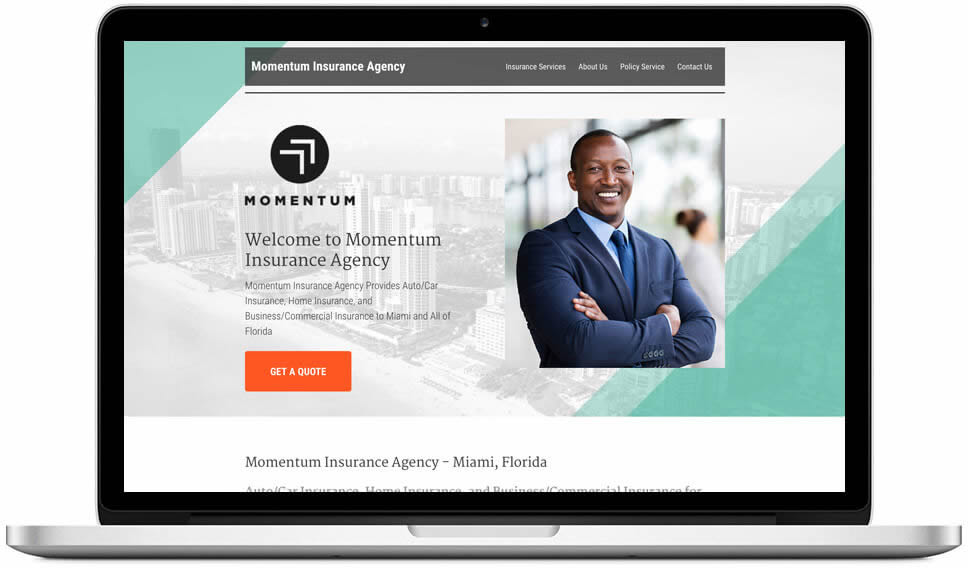 Momentum Insurance Agency
Insurance Services About Us Policy Service Contact Us
MOMENTUM
Welcome to Momentum
Insurance Agency
Momentum Insurance Agency Provides Auto/Car
Insurance, Home Insurance, and
Business/Commercial Insurance to Miami and All of
Florida
GET A QUOTE
Momentum Insurance Agency - Miami, Florida
Auto/Car Insurance, Home Insurance, and Business/Commercial Insurance for